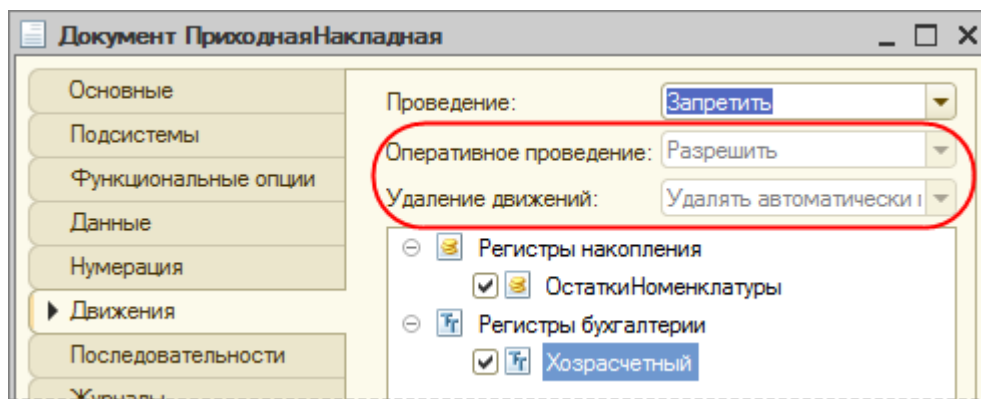 Документ ПриходнаяНакладная
Основные
Подсистемы
Функциональные опции
Данные
Нумерация
Движения
Последовательности
Журналы
Проведение: Запретить
Оперативное проведение: Разрешить
Удаление движений: Удалять автоматически
Регистры накопления
ОстаткиНоменклатуры
Регистры бухгалтерии
Хозрасчетный